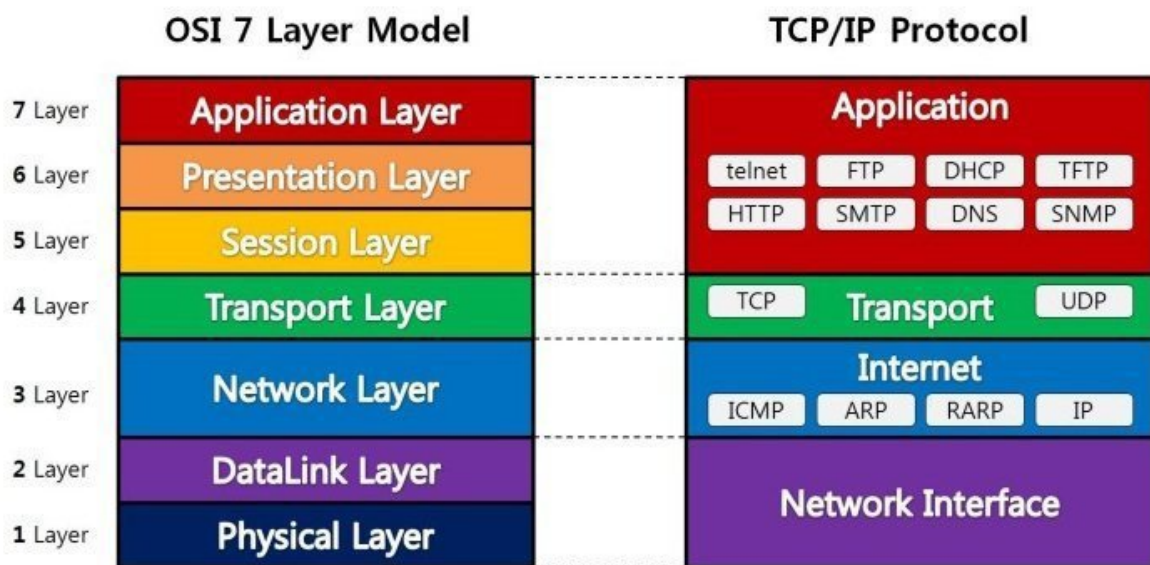 OSI 7 Layer Model
TCP/IP Protocol
7 Layer
Application Layer
6 Layer
Presentation Layer
5 Layer
Session Layer
4 Layer
Transport Layer
3 Layer
Network Layer
2 Layer
DataLink Layer
1 Layer
Physical Layer
Application
telnet FTP DHCP TFTP
HTTP SMTP DNS SNMP
TCP Transport UDP
Internet
ICMP ARP RARP IP
Network Interface